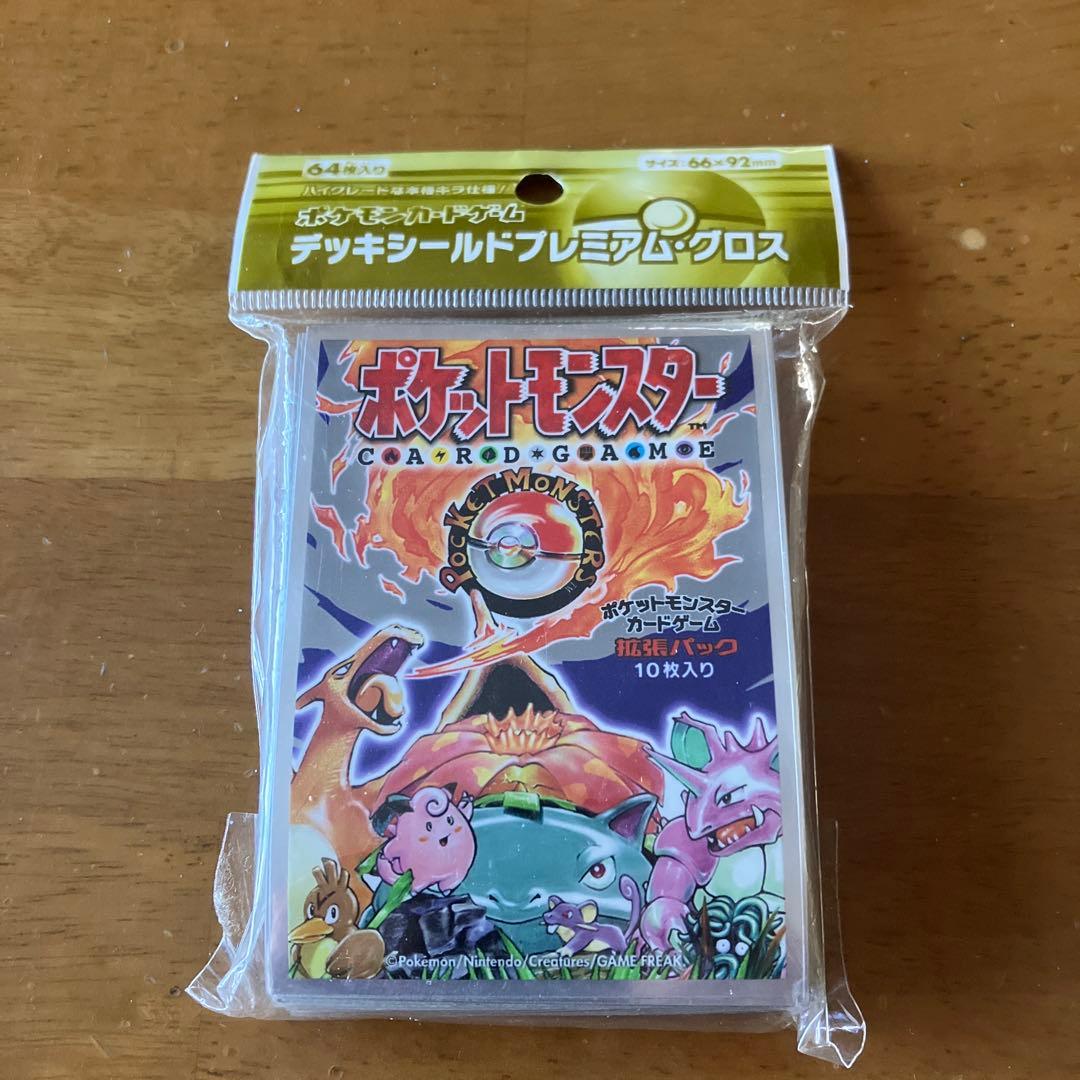 64枚入り
サイズ:66×92mm
ハイグレードな本格キラ仕様!
ポケモンカードゲーム
デッキシールドプレミアム・グロス
ポケットモンスター™
CARD★GAME
POCKET MONSTERS™
ポケットモンスター
カードゲーム
拡張パック
10枚入り
©Pokémon/Nintendo/Creatures/GAME FREAK